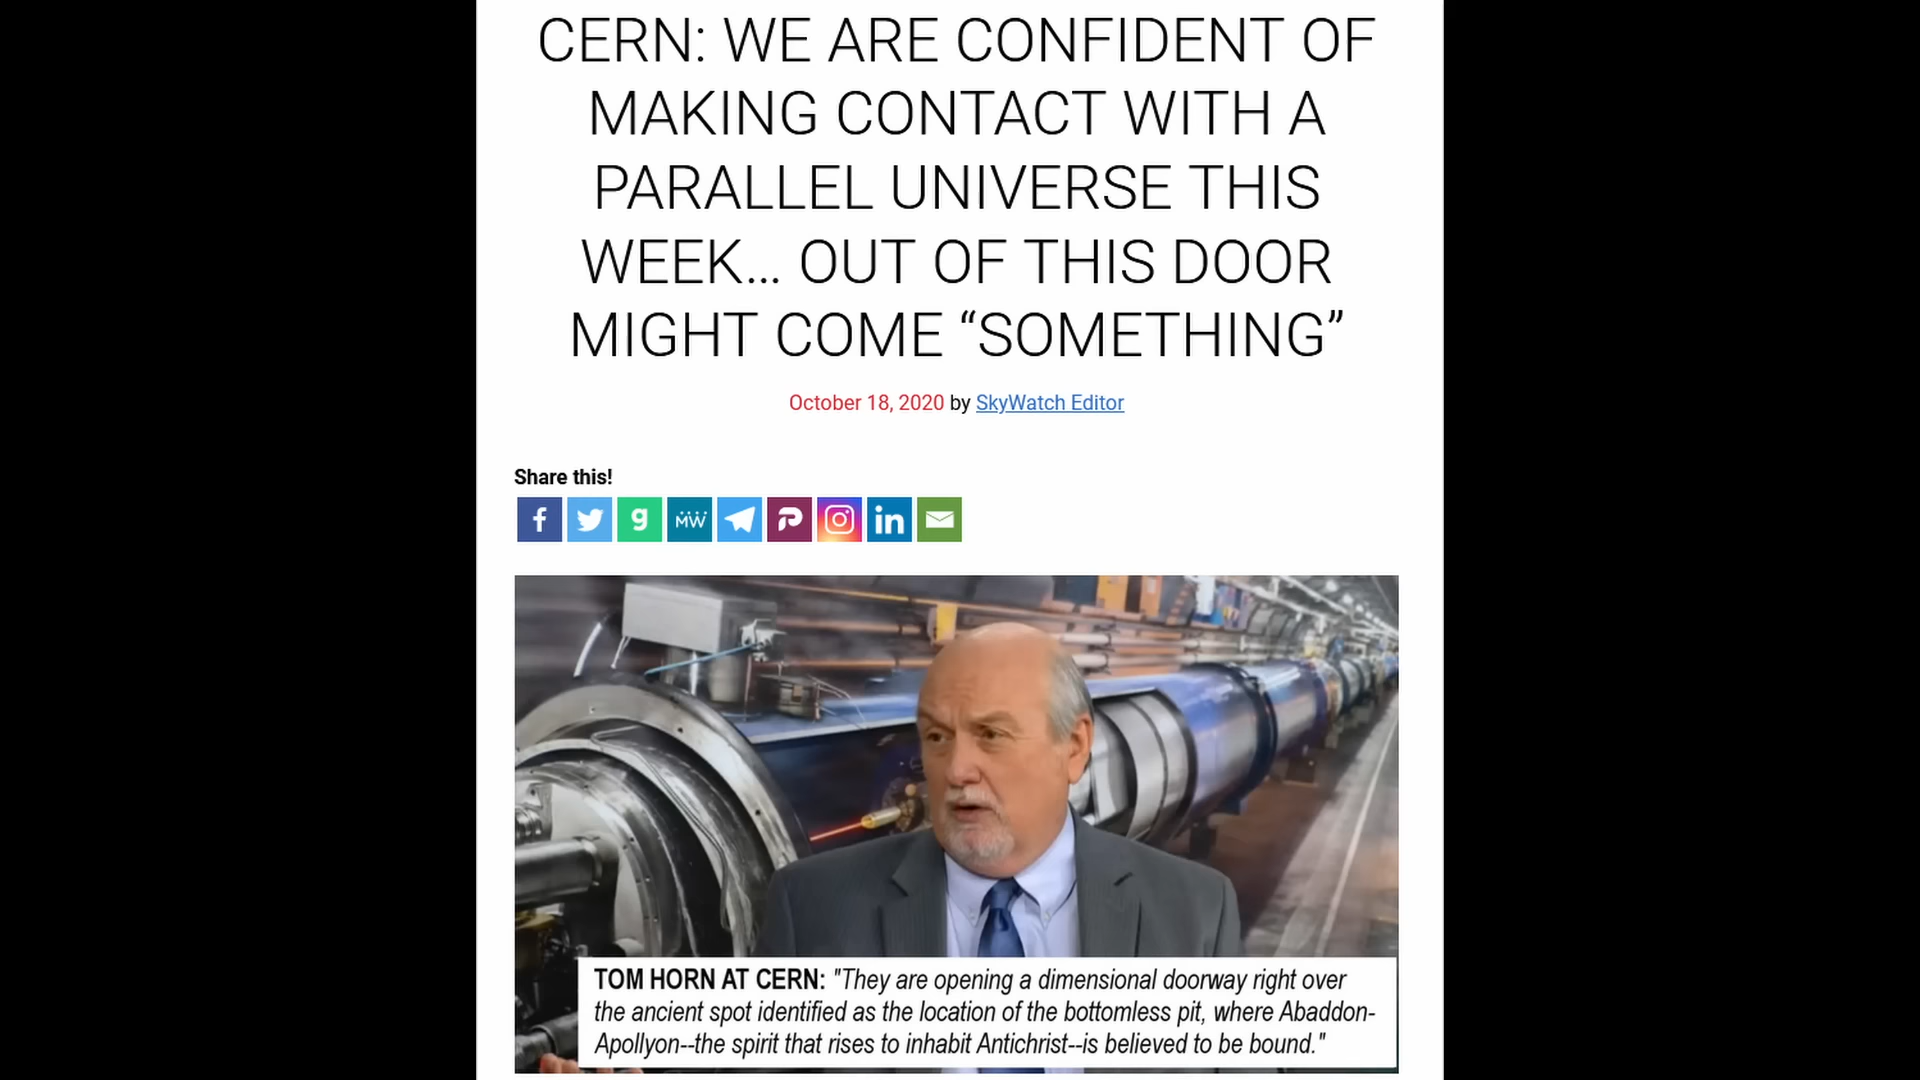 CERN: WE ARE CONFIDENT OF
MAKING CONTACT WITH A
PARALLEL UNIVERSE THIS
WEEK… OUT OF THIS DOOR
MIGHT COME “SOMETHING”
October 18, 2020 by SkyWatch Editor
Share this!
f g MW in
TOM HORN AT CERN: "They are opening a dimensional doorway right over
the ancient spot identified as the location of the bottomless pit, where Abaddon-
Apollyon--the spirit that rises to inhabit Antichrist--is believed to be bound."